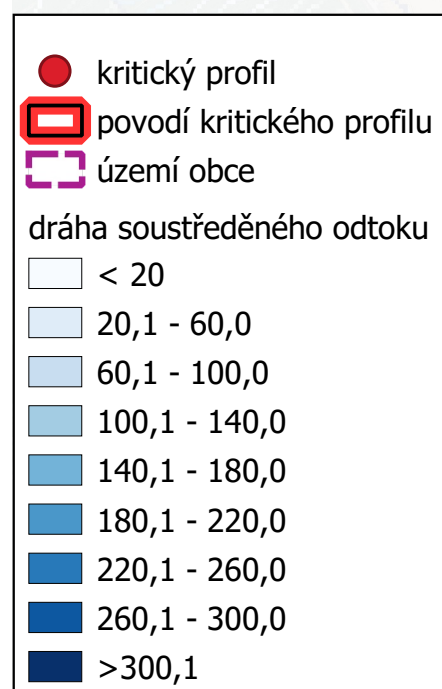 kritický profil
povodí kritického profilu
území obce
dráha soustředěného odtoku
< 20
20,1 - 60,0
60,1 - 100,0
100,1 - 140,0
140,1 - 180,0
180,1 - 220,0
220,1 - 260,0
260,1 - 300,0
>300,1